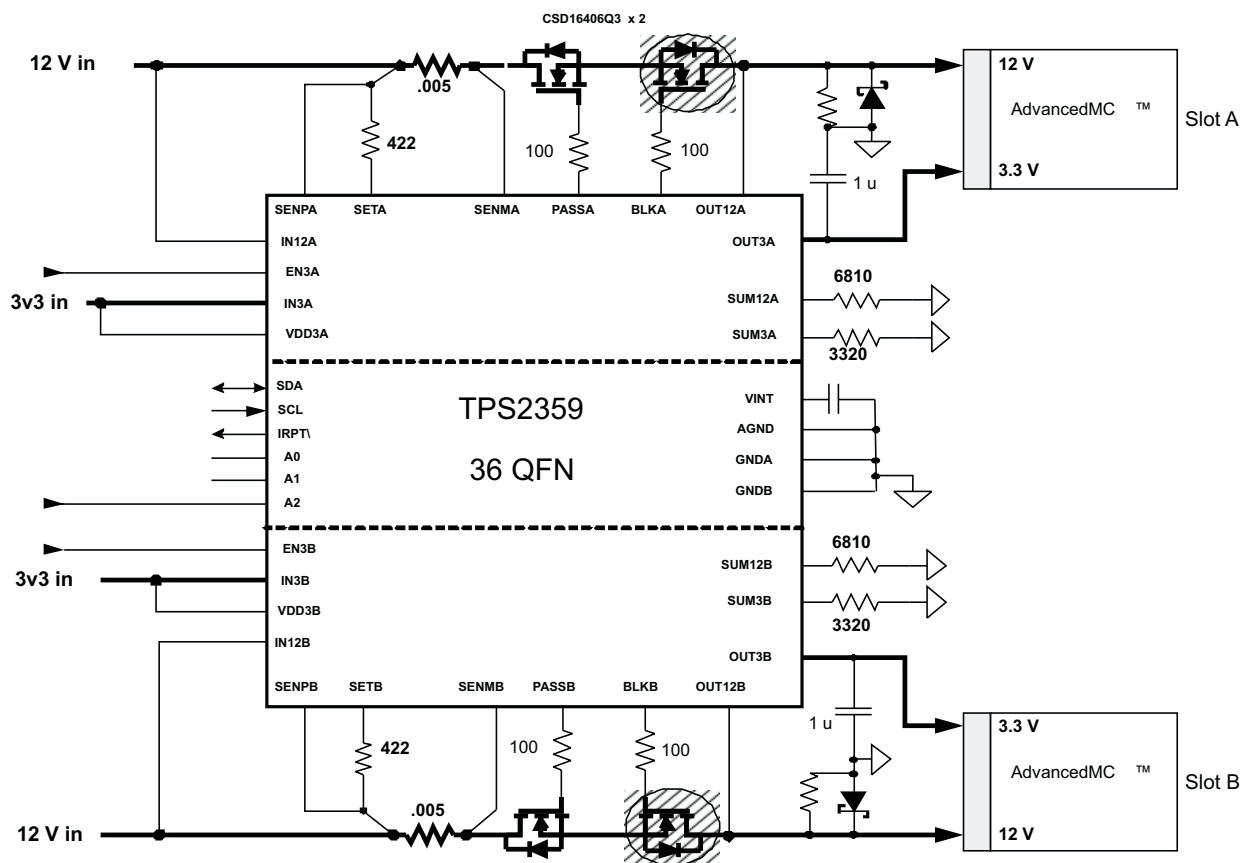 CSD16406Q3 x 2
12 V in
.005
422
100
100
12 V
AdvancedMC ™
3.3 V
Slot A
1 u
SENPA SETA SENMA PASSA BLKA OUT12A
IN12A
OUT3A
EN3A
3v3 in
IN3A
VDD3A
SUM12A
6810
SUM3A
3320
SDA
SCL
IRPT\
A0
A1
A2
TPS2359
36 QFN
VINT
AGND
GNDA
GNDB
EN3B
3v3 in
IN3B
VDD3B
IN12B
SUM12B
6810
SUM3B
3320
OUT3B
SENPB SETB SENMB PASSB BLKB OUT12B
422
100
100
1 u
3.3 V
AdvancedMC ™
12 V
Slot B
.005
12 V in